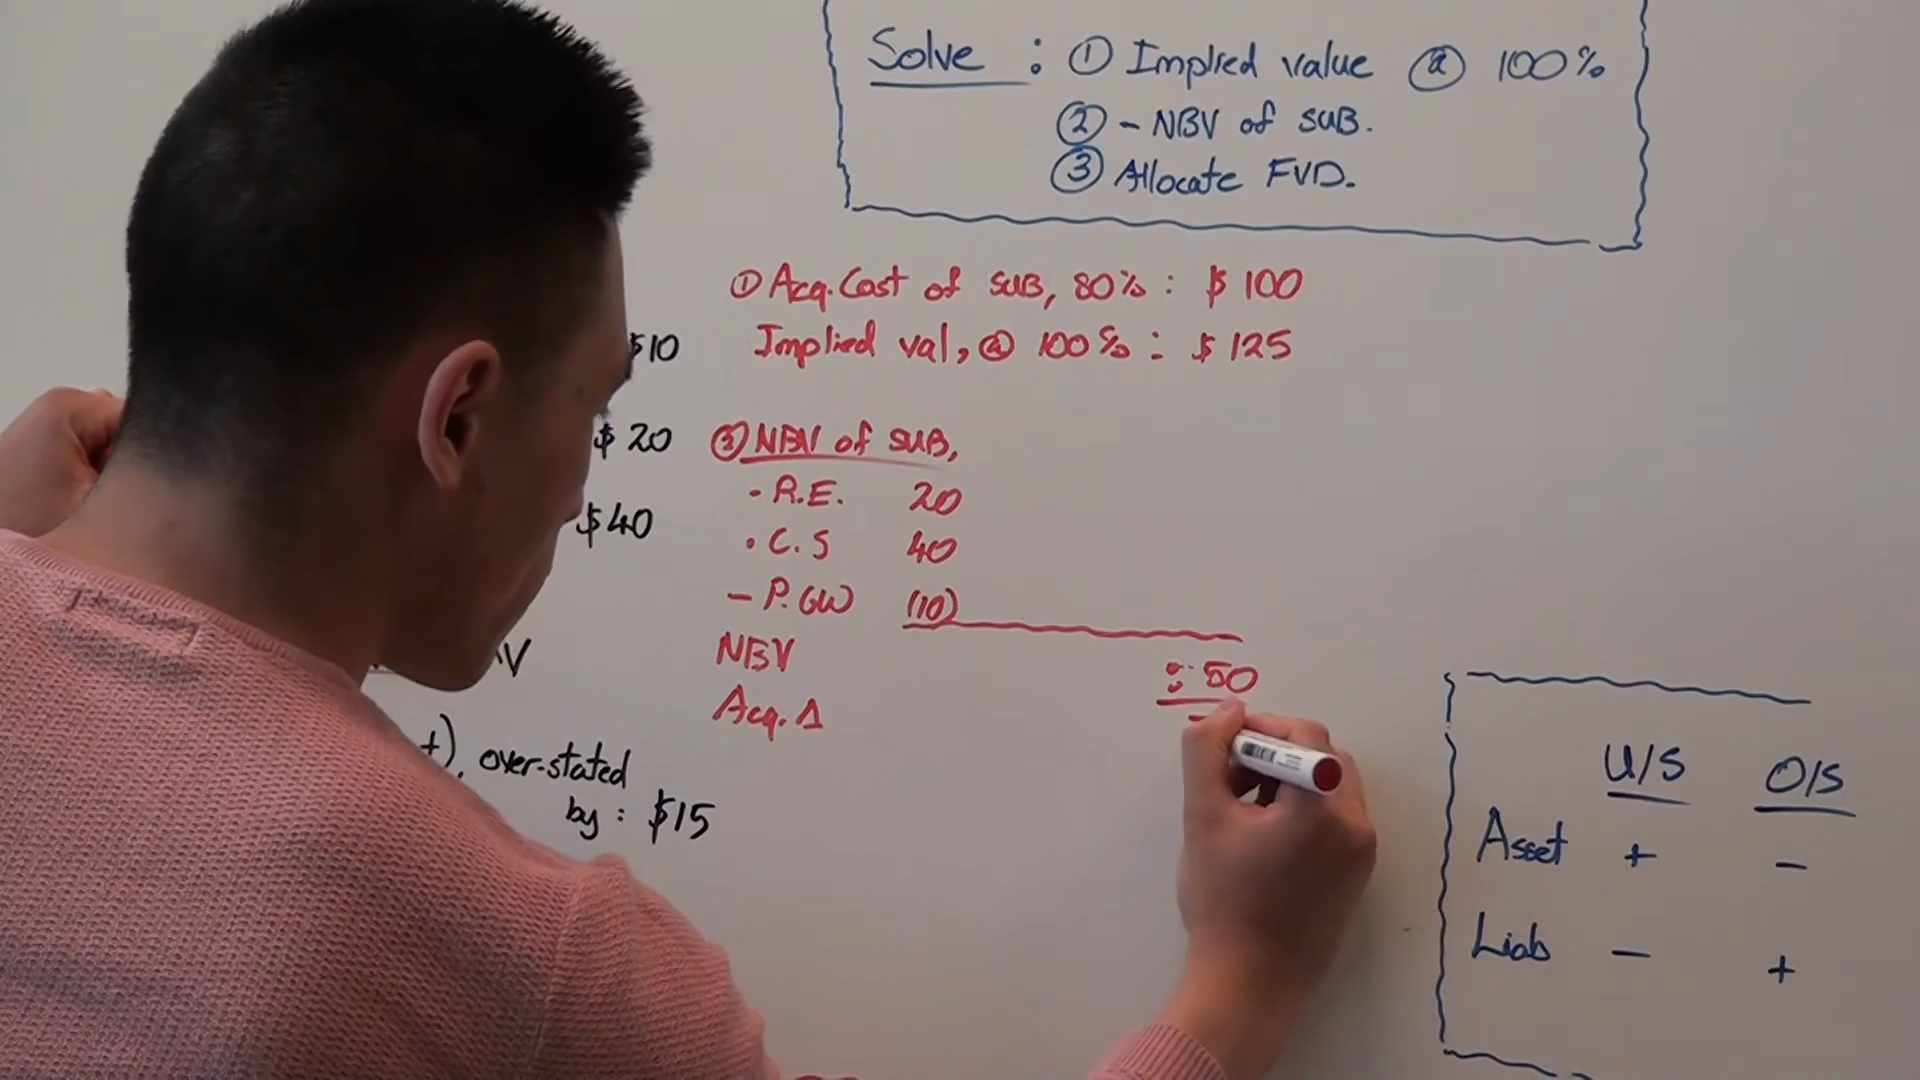 Solve : ① Implied value @ 100%
② - NBV of SUB.
③ Allocate FVD.
① Acq. Cost of SUB, 80% : $ 100
Implied val, @ 100% : $ 125
$10
$ 20
$40
V
+), over-stated
by : $15
② NBV of SUB,
• R.E. 20
• C.S 40
- P. GW (10)
NBV : 50
Acq. Δ
U/S O/S
Asset + -
Liab - +